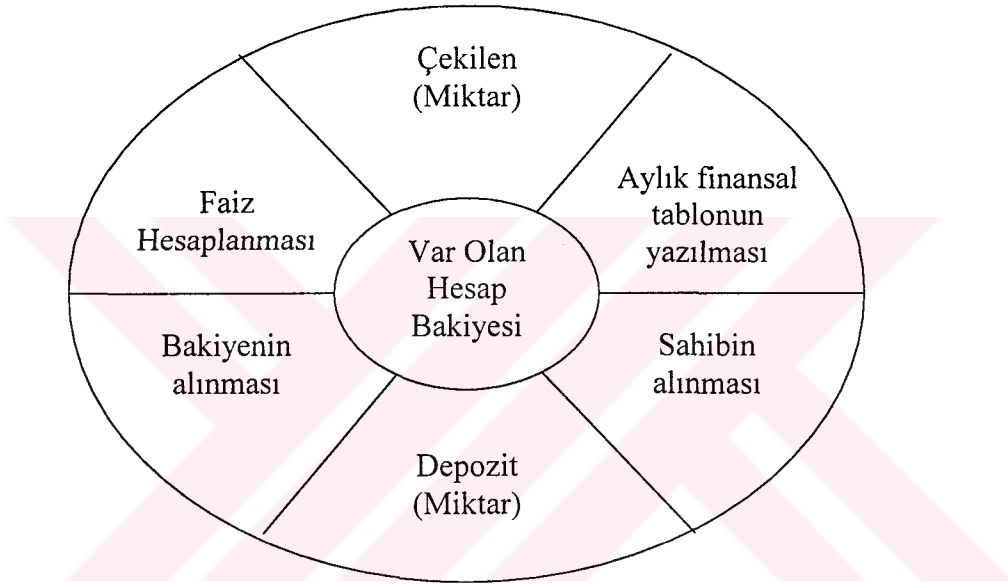 Çekilen
(Miktar)
Aylık finansal
tablonun
yazılması
Faiz
Hesaplanması
Var Olan
Hesap
Bakiyesi
Bakiyenin
alınması
Sahibin
alınması
Depozit
(Miktar)